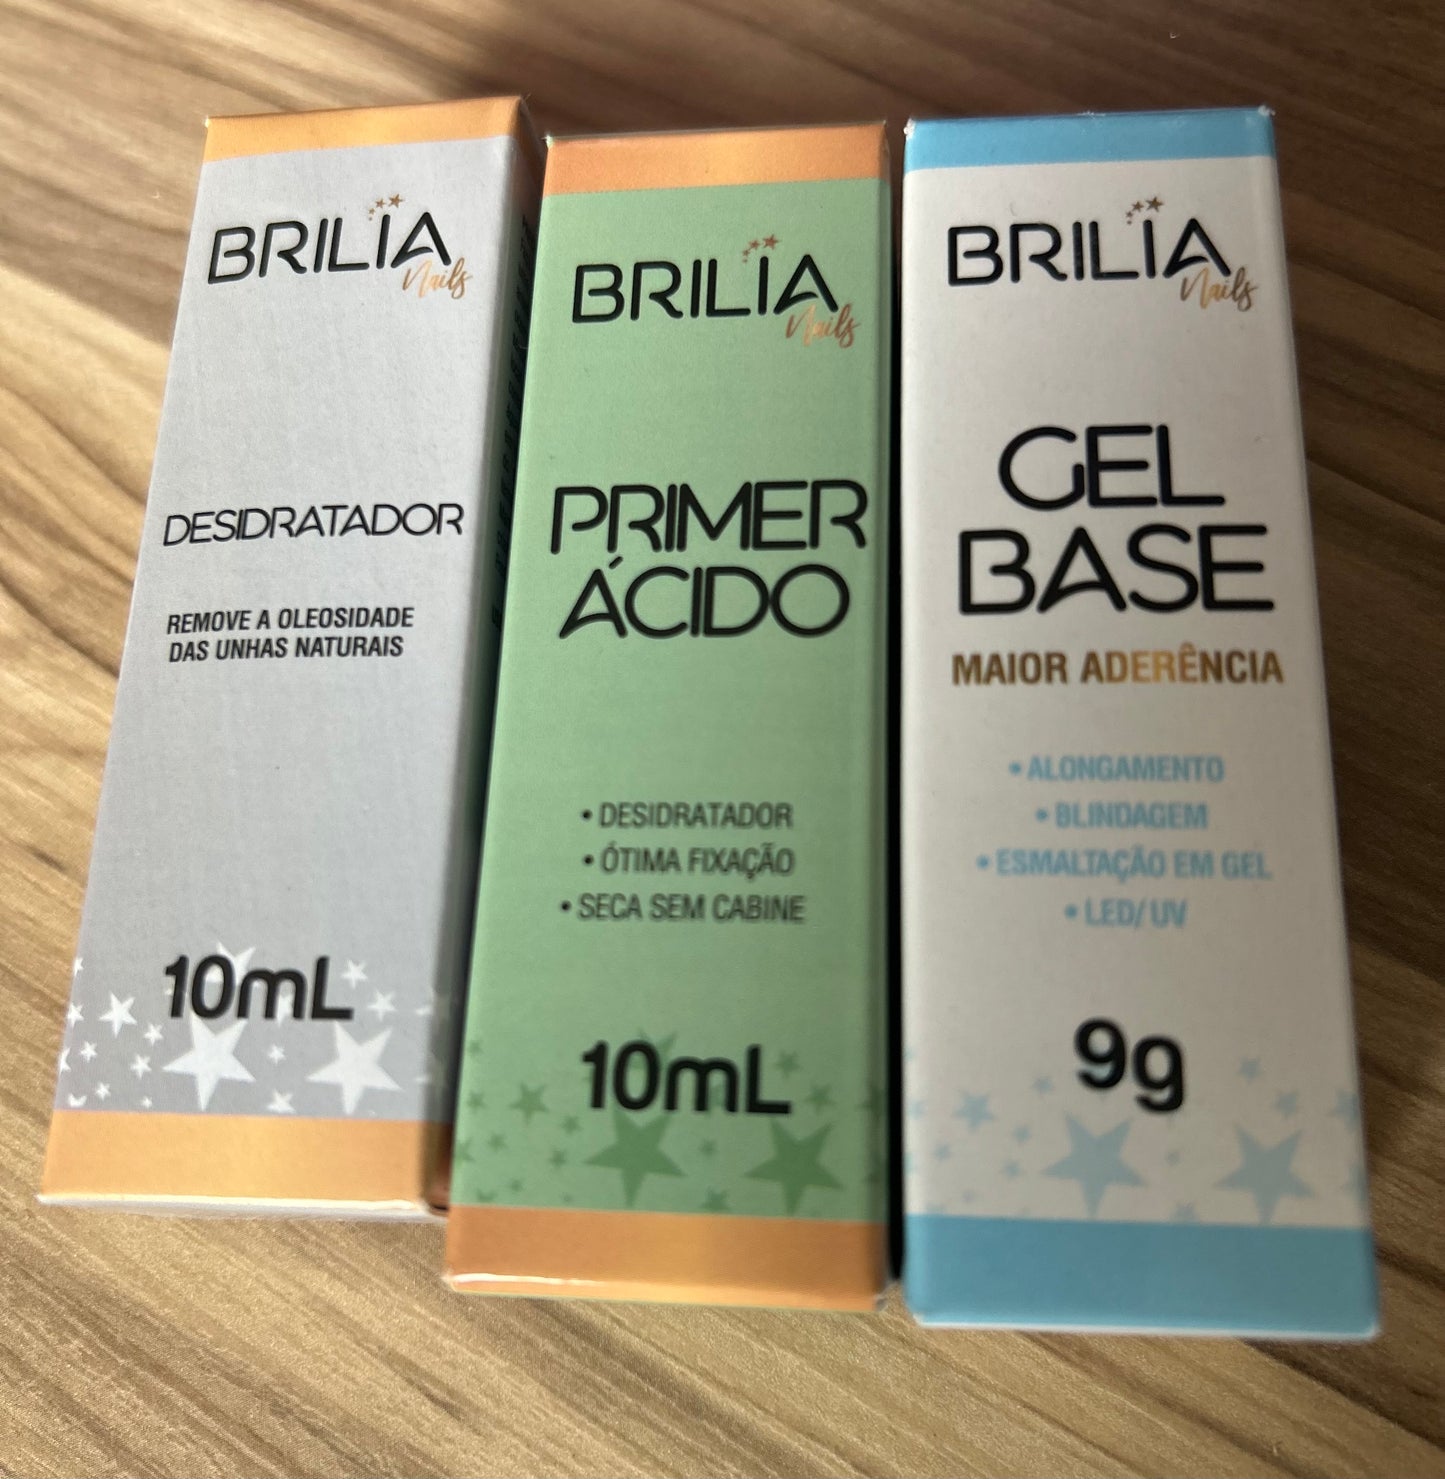 BRILIA
Nails
DESIDRATADOR
REMOVE A OLEOSIDADE
DAS UNHAS NATURAIS
10mL
BRILIA
Nails
PRIMER
ÁCIDO
• DESIDRATADOR
• ÓTIMA FIXAÇÃO
• SECA SEM CABINE
10mL
BRILIA
Nails
GEL
BASE
MAIOR ADERÊNCIA
• ALONGAMENTO
• BLINDAGEM
• ESMALTAÇÃO EM GEL
• LED/ UV
9g